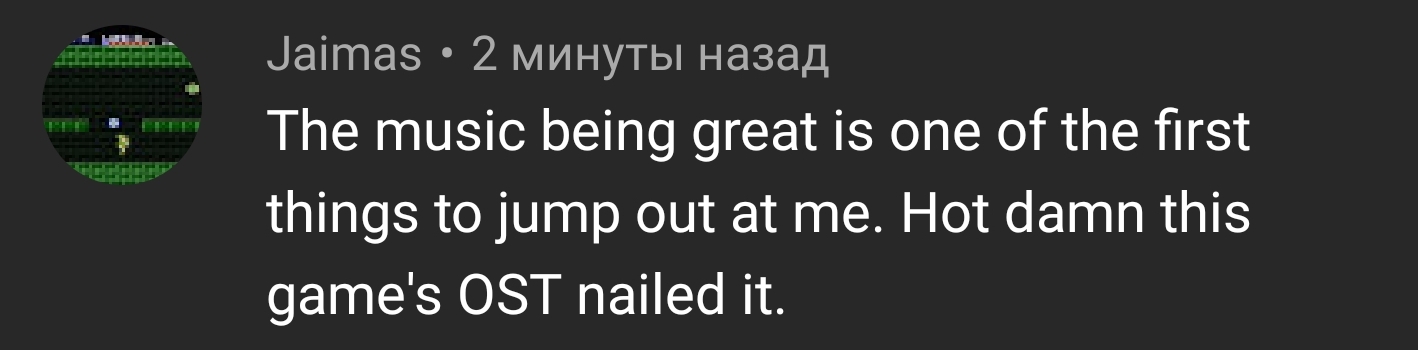 Jaimas • 2 минуты назад
The music being great is one of the first
things to jump out at me. Hot damn this
game's OST nailed it.